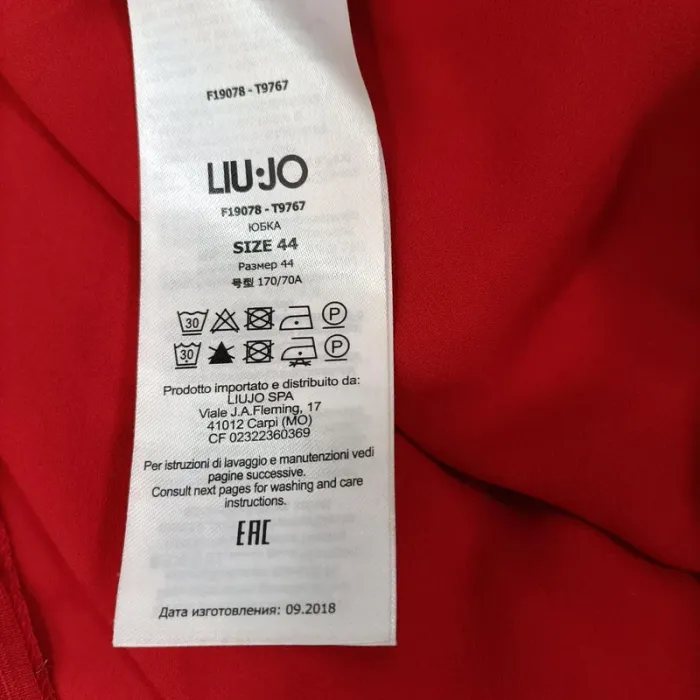 F19078 - T9767
LIU·JO
F19078 - T9767
ЮБКА
SIZE 44
Размер 44
号型 170/70A
30 P
30 P
Prodotto importato e distribuito da:
LIUJO SPA
Viale J.A.Fleming, 17
41012 Carpi (MO)
CF 02322360369
Per istruzioni di lavaggio e manutenzioni vedi
pagine successive.
Consult next pages for washing and care
instructions.
EAC
Дата изготовления: 09.2018